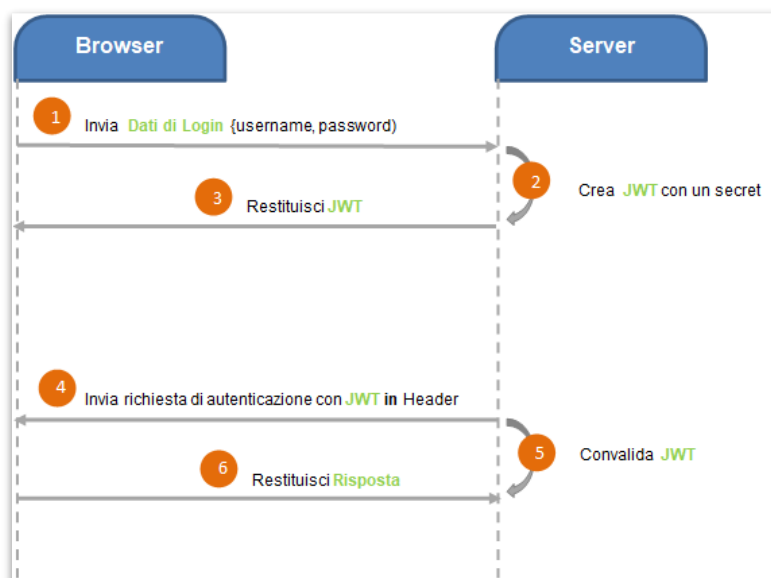 Browser
Server
1
Invia Dati di Login {username, password)
2
Crea JWT con un secret
3
Restituisci JWT
4
Invia richiesta di autenticazione con JWT in Header
5
Convalida JWT
6
Restituisci Risposta